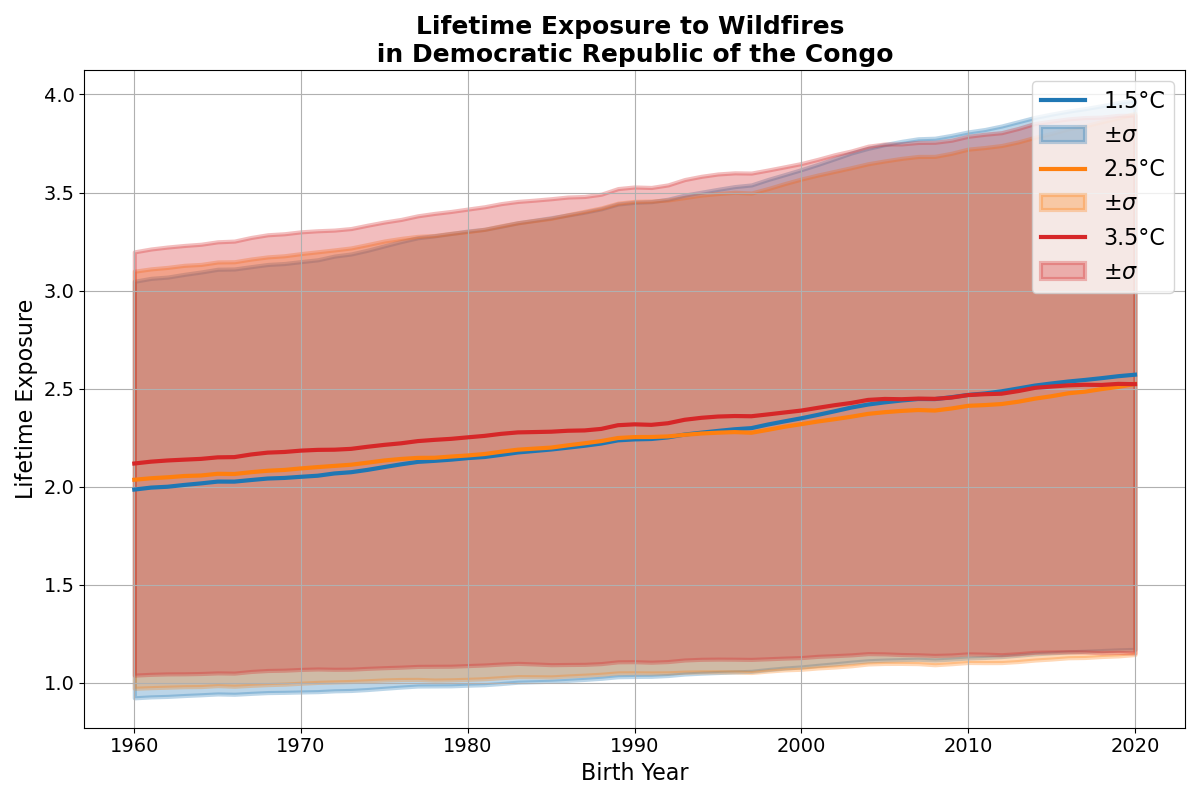 Lifetime Exposure to Wildfires
in Democratic Republic of the Congo
4.0
3.5
3.0
2.5
2.0
1.5
1.0
Lifetime Exposure
1960
1970
1980
1990
2000
2010
2020
Birth Year
1.5°C
±σ
2.5°C
±σ
3.5°C
±σ